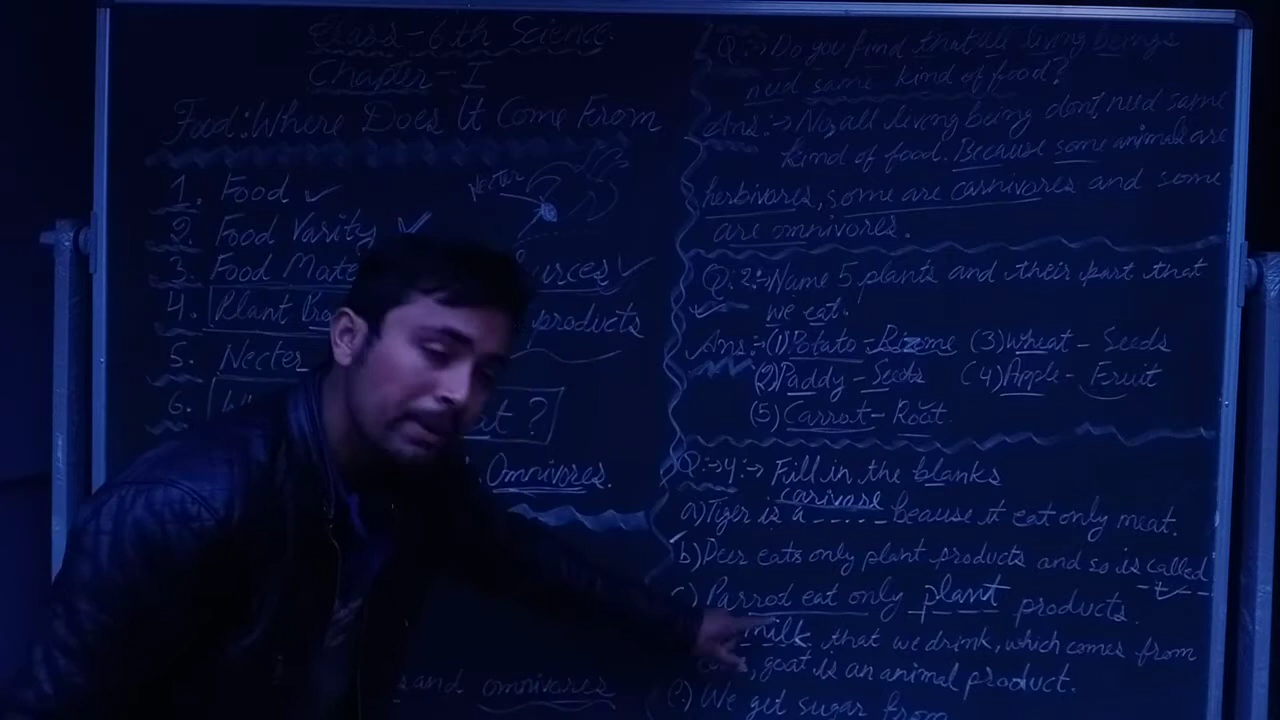 Class-6th Science
Chapter-I
Food: Where Does It Come From
1. Food
Necter
2. Food Varity
3. Food Mate urces
4. Plant Pro products
5. Necter
6. at ?
Omnivores.
and omnivores
Q:→ Do you find that all living beings
need same kind of food?
Ans:→ No, all living being dont need same
kind of food. Because some animals are
herbivores, some are carnivores and some
are omnivores.
Q:2:→ Name 5 plants and their part that
we eat.
Ans:→ (1) Potato - (3) Wheat - Seeds
(2) Paddy - Seeds (4) Apple - Fruit
(5) Carrot - Root
Q:→4:→ Fill in the blanks
carivore
a) Tiger is a ..... beause it eat only meat.
b) Deer eats only plant products and so is called
c) Parrot eat only plant products.
milk, that we drink, which comes from
goat is an animal product.
e.) We get sugar from